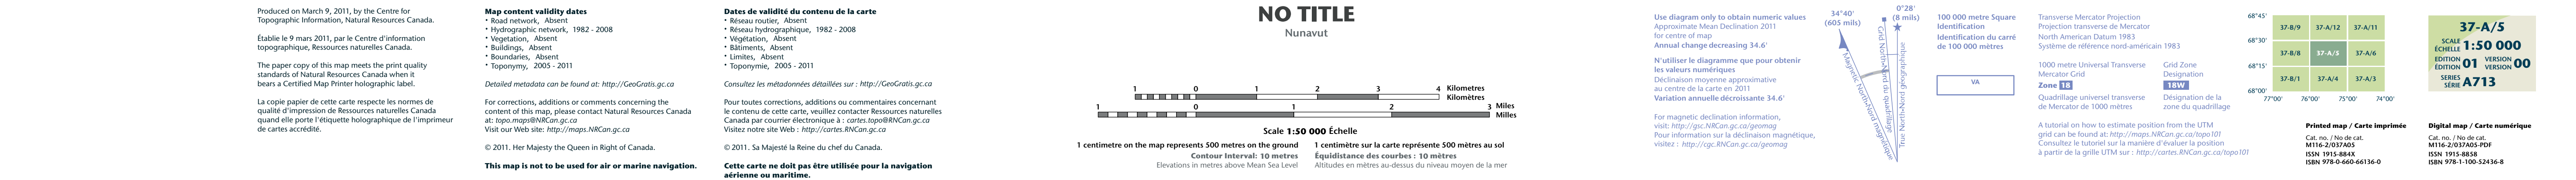 Produced on March 9, 2011, by the Centre for
Topographic Information, Natural Resources Canada.
Établie le 9 mars 2011, par le Centre d'information
topographique, Ressources naturelles Canada.
The paper copy of this map meets the print quality
standards of Natural Resources Canada when it
bears a Certified Map Printer holographic label.
La copie papier de cette carte respecte les normes de
qualité d'impression de Ressources naturelles Canada
quand elle porte l'étiquette holographique de l'imprimeur
de cartes accrédité.
Map content validity dates
• Road network, Absent
• Hydrographic network, 1982 - 2008
• Vegetation, Absent
• Buildings, Absent
• Boundaries, Absent
• Toponymy, 2005 - 2011
Detailed metadata can be found at: http://GeoGratis.gc.ca
For corrections, additions or comments concerning the
content of this map, please contact Natural Resources Canada
at: topo.maps@NRCan.gc.ca
Visit our Web site: http://maps.NRCan.gc.ca
© 2011. Her Majesty the Queen in Right of Canada.
This map is not to be used for air or marine navigation.
Dates de validité du contenu de la carte
• Réseau routier, Absent
• Réseau hydrographique, 1982 - 2008
• Végétation, Absent
• Bâtiments, Absent
• Limites, Absent
• Toponymie, 2005 - 2011
Consultez les métadonnées détaillées sur : http://GeoGratis.gc.ca
Pour toutes corrections, additions ou commentaires concernant
le contenu de cette carte, veuillez contacter Ressources naturelles
Canada par courrier électronique à : cartes.topo@RNCan.gc.ca
Visitez notre site Web : http://cartes.RNCan.gc.ca
© 2011. Sa Majesté la Reine du chef du Canada.
Cette carte ne doit pas être utilisée pour la navigation
aérienne ou maritime.
NO TITLE
Nunavut
1 0 1 2 3 4 Kilometres
Kilomètres
1 0 1 2 3 Miles
Milles
Scale 1:50 000 Échelle
1 centimetre on the map represents 500 metres on the ground
1 centimètre sur la carte représente 500 mètres au sol
Contour Interval: 10 metres
Équidistance des courbes : 10 mètres
Elevations in metres above Mean Sea Level
Altitudes en mètres au-dessus du niveau moyen de la mer
Use diagram only to obtain numeric values
Approximate Mean Declination 2011
for centre of map
Annual change decreasing 34.6'
N'utiliser le diagramme que pour obtenir
les valeurs numériques
Déclinaison moyenne approximative
au centre de la carte en 2011
Variation annuelle décroissante 34.6'
For magnetic declination information,
visit: http://gsc.NRCan.gc.ca/geomag
Pour information sur la déclinaison magnétique,
visitez : http://cgc.RNCan.gc.ca/geomag
34°40'
(605 mils)
0°28'
(8 mils)
Magnetic North-Nord magnétique
Grid North-Nord du quadrillage
True North-Nord géographique
100 000 metre Square
Identification
Identification du carré
de 100 000 mètres
VA
Transverse Mercator Projection
Projection transverse de Mercator
North American Datum 1983
Système de référence nord-américain 1983
1000 metre Universal Transverse
Mercator Grid
Zone 18
Quadrillage universel transverse
de Mercator de 1000 mètres
Grid Zone
Designation
18W
Désignation de la
zone du quadrillage
A tutorial on how to estimate position from the UTM
grid can be found at: http://maps.NRCan.gc.ca/topo101
Consultez le tutoriel sur la manière d'évaluer la position
à partir de la grille UTM sur : http://cartes.RNCan.gc.ca/topo101
68°45'
37-B/9 37-A/12 37-A/11
68°30'
37-B/8 37-A/5 37-A/6
68°15'
37-B/1 37-A/4 37-A/3
68°00'
77°00' 76°00' 75°00' 74°00'
37-A/5
SCALE
ÉCHELLE 1:50 000
EDITION
ÉDITION 01 VERSION
VERSION 00
SERIES
SÉRIE A713
Printed map / Carte imprimée
Cat. no. / No de cat.
M116-2/037A05
ISSN 1915-884X
ISBN 978-0-660-66136-0
Digital map / Carte numérique
Cat. no. / No de cat.
M116-2/037A05-PDF
ISSN 1915-8858
ISBN 978-1-100-52436-8